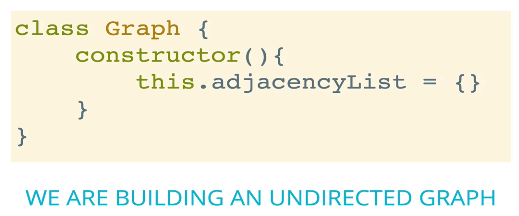 class Graph {
    constructor(){
        this.adjacencyList = {}
    }
}
WE ARE BUILDING AN UNDIRECTED GRAPH